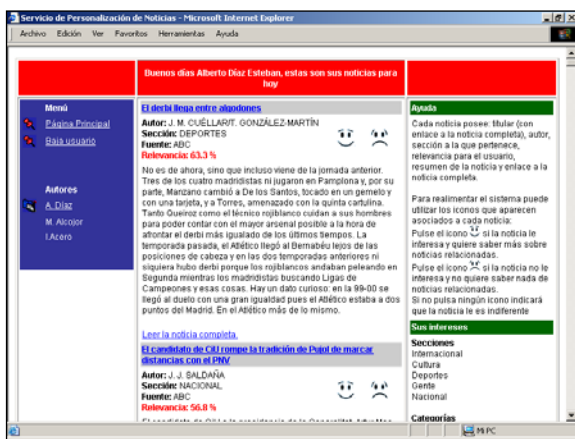 Servicio de Personalización de Noticias - Microsoft Internet Explorer
Archivo Edición Ver Favoritos Herramientas Ayuda
Buenos días Alberto Díaz Esteban, estas son sus noticias para
hoy
Menú
Página Principal
Baja usuario
Autores
A. Díaz
M. Alcojor
I.Acero
El derbi llega entre algodones
Autor: J. M. CUÉLLAR/T. GONZÁLEZ-MARTÍN
Sección: DEPORTES
Fuente: ABC
Relevancia: 63.3 %
No es de ahora, sino que incluso viene de la jornada anterior.
Tres de los cuatro madridistas ni jugaron en Pamplona y, por su
parte, Manzano cambió a De los Santos, tocado en un gemelo y
con una tarjeta, y a Torres, amenazado con la quinta cartulina.
Tanto Queiroz como el técnico rojiblanco cuidan a sus hombres
para poder contar con el mayor arsenal posible a la hora de
afrontar el derbi más igualado de los últimos tiempos. La
temporada pasada, el Atlético llegó al Bernabéu lejos de las
posiciones de cabeza y en las dos temporadas anteriores ni
siquiera hubo derbi porque los rojiblancos andaban peleando en
Segunda mientras los madridistas buscando Ligas de
Campeones y esas cosas. Hay un dato curioso: en la 99-00 se
llegó al duelo con una gran igualdad pues el Atlético estaba a dos
puntos del Madrid. En el Atlético más de lo mismo.
Leer la noticia completa.
El candidato de CiU rompe la tradición de Pujol de marcar
distancias con el PNV
Autor: J. J. SALDAÑA
Sección: NACIONAL
Fuente: ABC
Relevancia: 56.8 %
Ayuda
Cada noticia posee: titular (con
enlace a la noticia completa), autor,
sección a la que pertenece,
relevancia para el usuario,
resumen de la noticia y enlace a la
noticia completa.
Para realimentar el sistema puede
utilizar los iconos que aparecen
asociados a cada noticia:
Pulse el icono si la noticia le
interesa y quiere saber más sobre
noticias relacionadas.
Pulse el icono si la noticia no le
interesa y no quiere saber nada de
noticias relacionadas.
Si no pulsa ningún icono indicará
que la noticia le es indiferente
Sus intereses
Secciones
Internacional
Cultura
Deportes
Gente
Nacional
Categorías
Mi PC